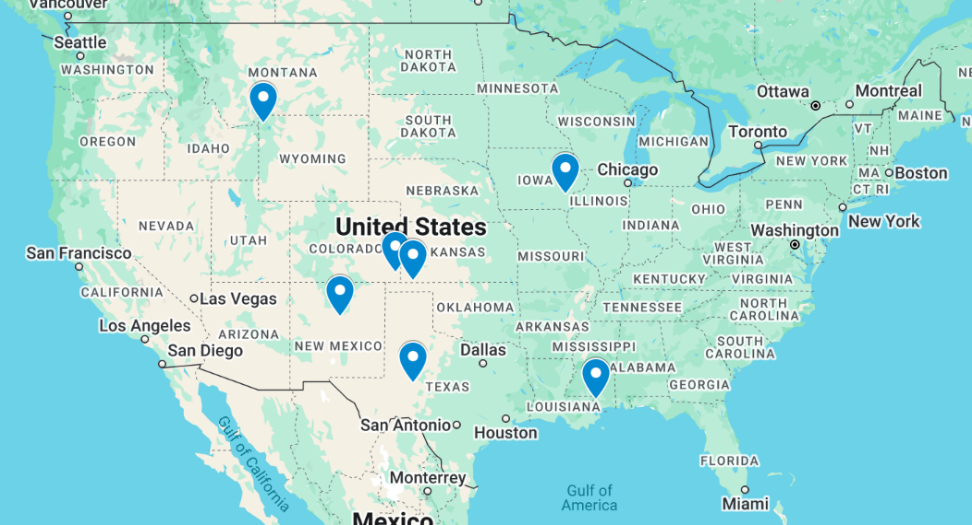 Vancouver
Seattle
WASHINGTON
MONTANA
NORTH
DAKOTA
MINNESOTA
Ottawa
Montreal
MAINE
OREGON
IDAHO
WYOMING
SOUTH
DAKOTA
WISCONSIN
MICHIGAN
Toronto
VT
NH
NEW YORK
MA
Boston
CT RI
NEBRASKA
IOWA
Chicago
ILLINOIS
INDIANA
OHIO
PENN
New York
Washington
NEVADA
UTAH
United States
COLORADO
KANSAS
MISSOURI
WEST
VIRGINIA
KENTUCKY
VIRGINIA
San Francisco
CALIFORNIA
Las Vegas
Los Angeles
San Diego
ARIZONA
NEW MEXICO
OKLAHOMA
ARKANSAS
TENNESSEE
NORTH
CAROLINA
SOUTH
CAROLINA
MISSISSIPPI
ALABAMA
GEORGIA
Dallas
TEXAS
LOUISIANA
San Antonio
Houston
Gulf of California
Monterrey
Gulf of
America
FLORIDA
Miami
Mexico